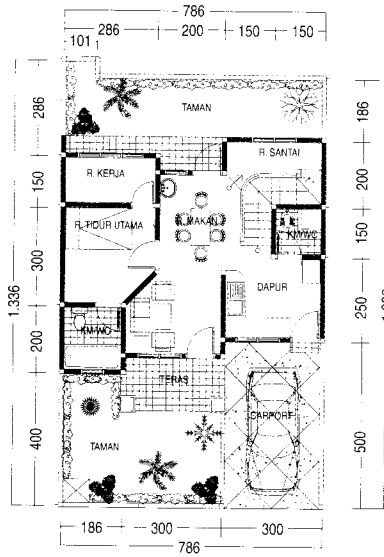 786
286 200 150 150
101
286
TAMAN
186
R. SANTAI
150
R. KERJA
200
R. TIDUR UTAMA
R. MAKAN
150
KM/WC
300
1.336
DAPUR
250
KM/WC
200
TERAS
CARPORT
400
TAMAN
500
186 300 300
786